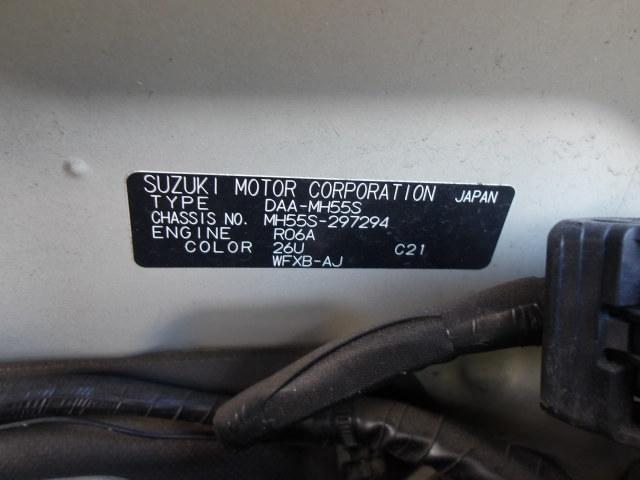 SUZUKI MOTOR CORPORATION JAPAN
TYPE DAA-MH55S
CHASSIS NO. MH55S-297294
ENGINE R06A
COLOR 26U C21
WFXB-AJ